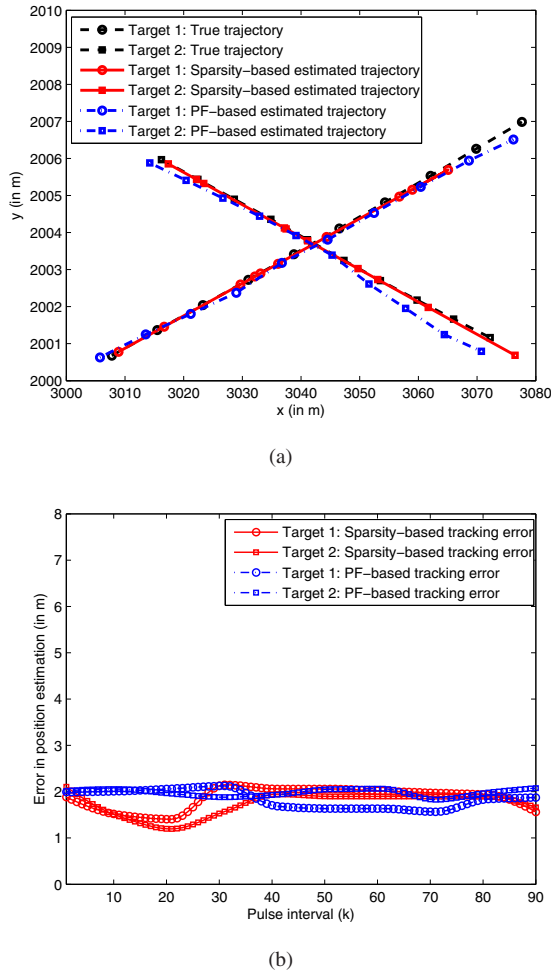 2010
2009
2008
2007
2006
2005
2004
2003
2002
2001
2000
y (in m)
Target 1: True trajectory
Target 2: True trajectory
Target 1: Sparsity−based estimated trajectory
Target 2: Sparsity−based estimated trajectory
Target 1: PF−based estimated trajectory
Target 2: PF−based estimated trajectory
3000 3010 3020 3030 3040 3050 3060 3070 3080
x (in m)
(a)
8
7
6
5
4
3
2
1
0
Error in position estimation (in m)
Target 1: Sparsity−based tracking error
Target 2: Sparsity−based tracking error
Target 1: PF−based tracking error
Target 2: PF−based tracking error
10 20 30 40 50 60 70 80 90
Pulse interval (k)
(b)